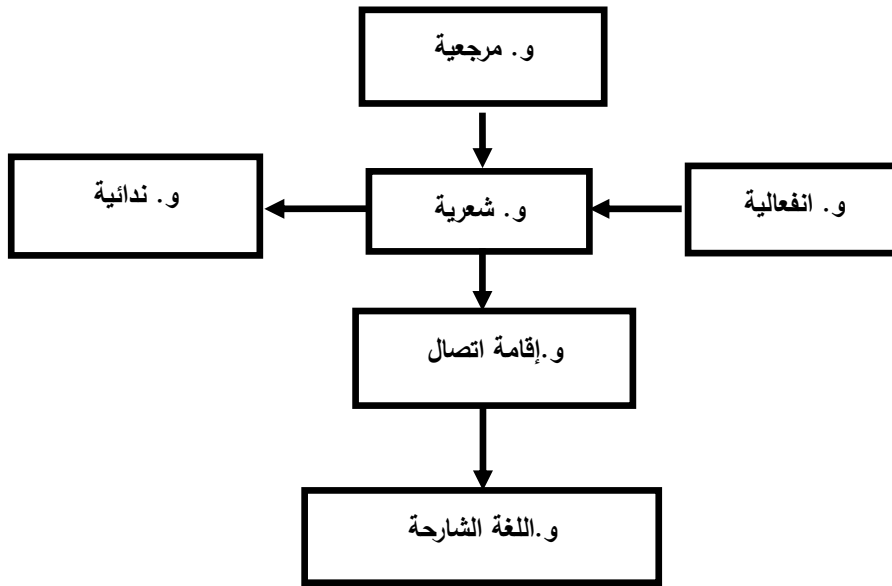 و. مرجعية
و. انفعالية
و. شعرية
و. ندائية
و.إقامة اتصال
و.اللغة الشارحة